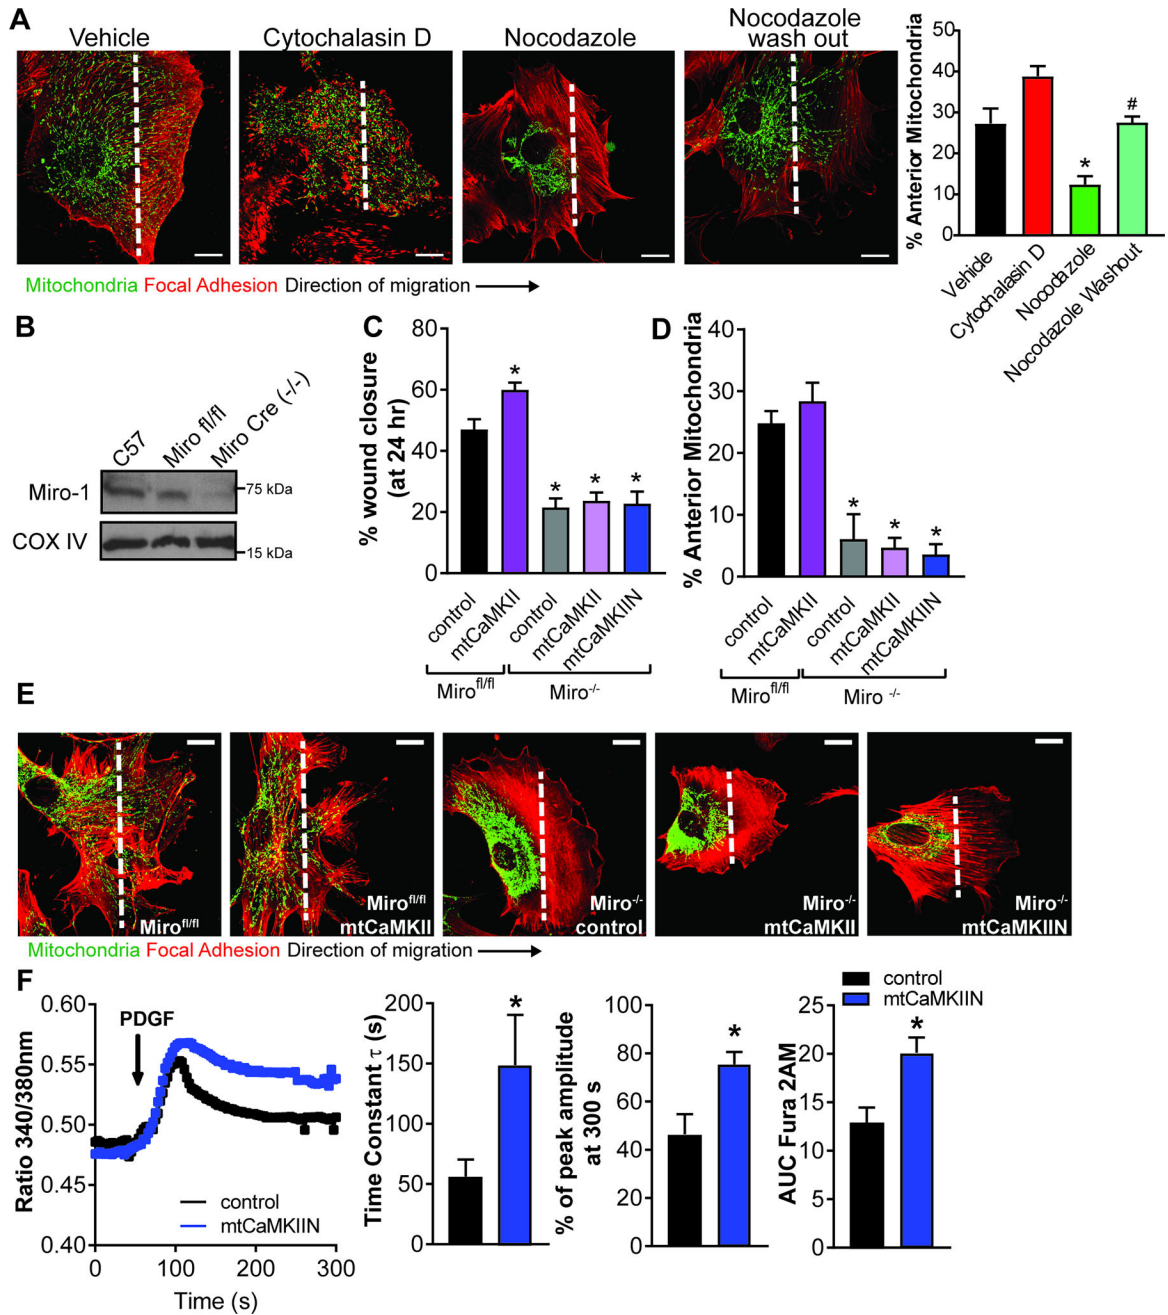 A
Vehicle
Cytochalasin D
Nocodazole
Nocodazole
wash out
% Anterior Mitochondria
50
40
30
20
10
0
*
#
Vehicle
Cytochalasin D
Nocodazole
Nocodazole Washout
Mitochondria Focal Adhesion Direction of migration
B
C57
Miro fl/fl
Miro Cre (-/-)
Miro-1
75 kDa
COX IV
15 kDa
C
% wound closure
(at 24 hr)
80
60
40
20
0
*
*
*
*
control
mtCaMKII
control
mtCaMKII
mtCaMKIIN
Miro fl/fl
Miro -/-
D
% Anterior Mitochondria
40
30
20
10
0
*
*
*
control
mtCaMKII
control
mtCaMKII
mtCaMKIIN
Miro fl/fl
Miro -/-
E
Miro fl/fl
Miro fl/fl
mtCaMKII
Miro -/-
control
Miro -/-
mtCaMKII
Miro -/-
mtCaMKIIN
Mitochondria Focal Adhesion Direction of migration
F
Ratio 340/380nm
0.60
0.55
0.50
0.45
0.40
PDGF
control
mtCaMKIIN
0 100 200 300
Time (s)
Time Constant τ (s)
200
150
100
50
0
*
% of peak amplitude
at 300 s
100
80
60
40
20
0
*
control
mtCaMKIIN
AUC Fura 2AM
25
20
15
10
5
0
*